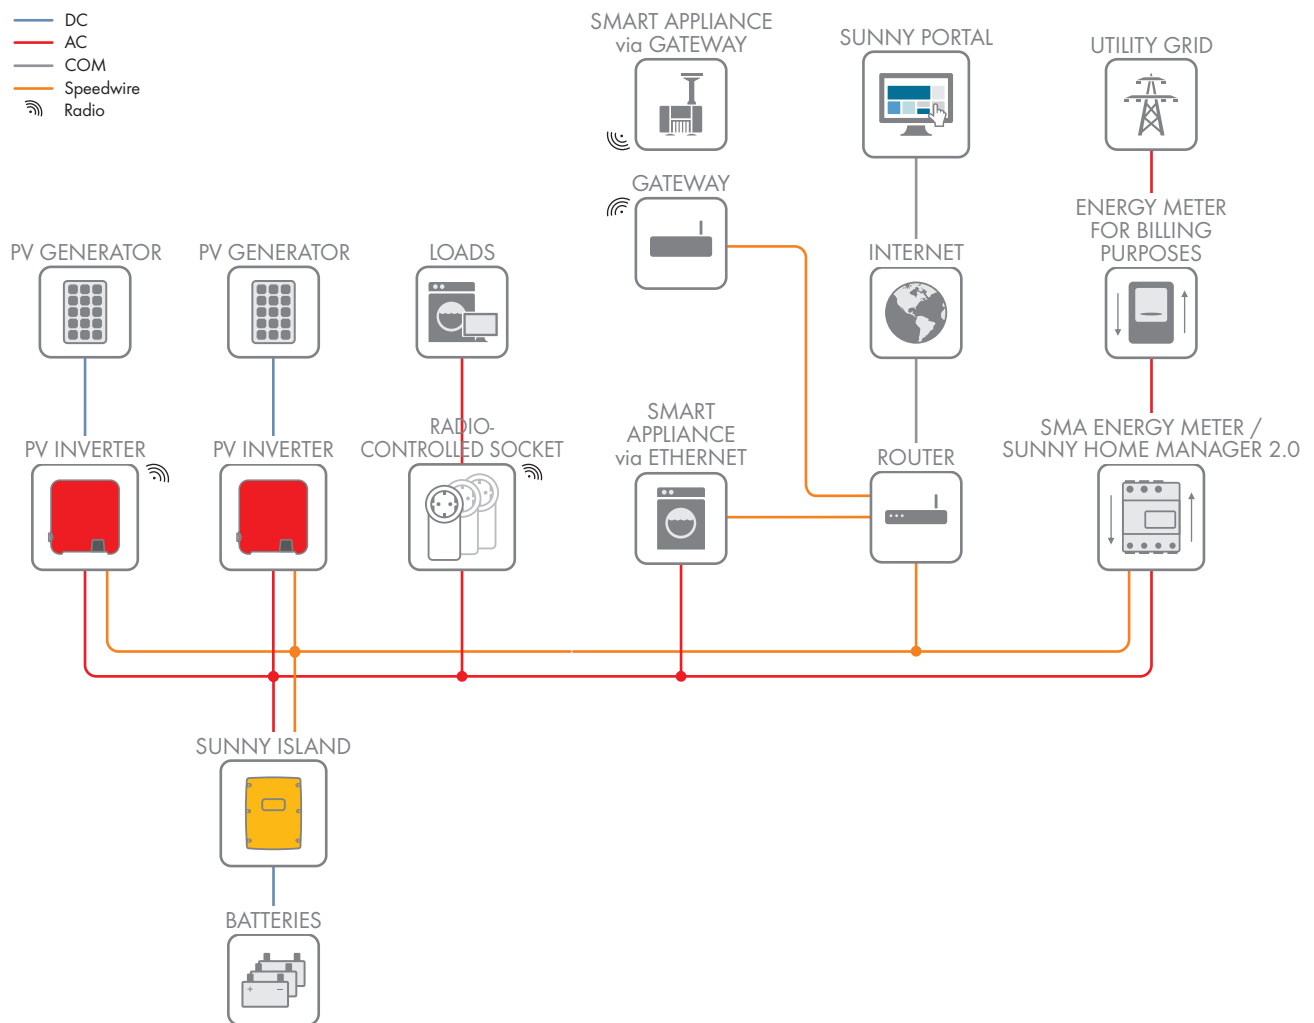 DC
AC
COM
Speedwire
Radio
SMART APPLIANCE
via GATEWAY
SUNNY PORTAL
UTILITY GRID
GATEWAY
ENERGY METER
FOR BILLING
PURPOSES
PV GENERATOR
PV GENERATOR
LOADS
INTERNET
SMART
APPLIANCE
via ETHERNET
RADIO-
CONTROLLED SOCKET
PV INVERTER
PV INVERTER
ROUTER
SMA ENERGY METER /
SUNNY HOME MANAGER 2.0
SUNNY ISLAND
BATTERIES
+ −